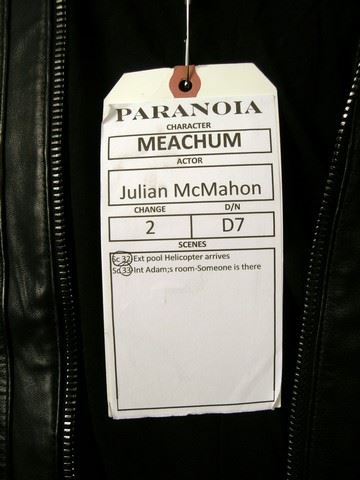 PARANOIA
CHARACTER
MEACHUM
ACTOR
Julian McMahon
CHANGE D/N
2 D7
SCENES
Sc 32 Ext pool Helicopter arrives
Sc 33 Int Adam;s room-Someone is there